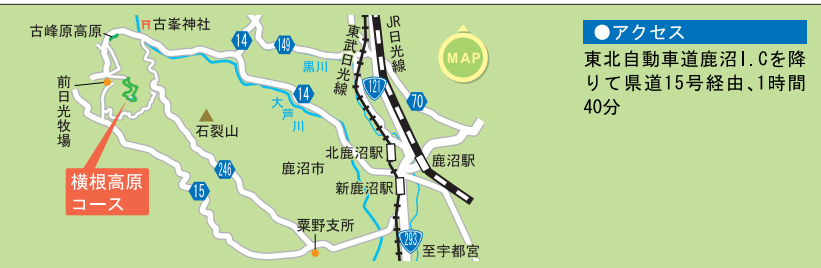 古峰原高原
古峯神社
14
149
東武日光線
JR日光線
MAP
黒川
121
前日光牧場
14
70
大芦川
石裂山
北鹿沼駅
鹿沼駅
246
鹿沼市
横根高原
コース
15
新鹿沼駅
粟野支所
293
至宇都宮
●アクセス
東北自動車道鹿沼I.Cを降
りて県道15号経由、1時間
40分